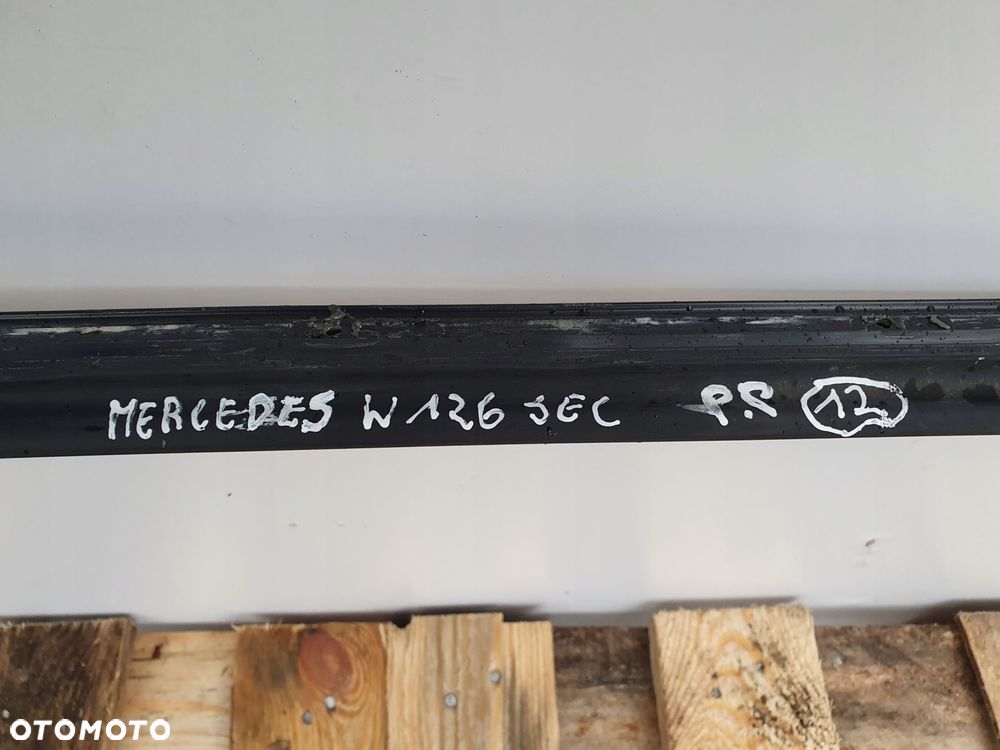 MERCEDES W126 SEC P.P. 12
OTOMOTO